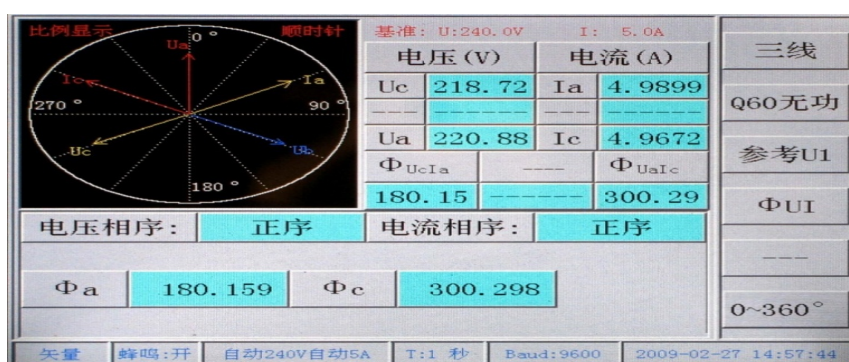 比例显示 顺时针
0°
Ua
Ic Ia
270° 90°
Uc Ub
180°
基准: U:240.0V I: 5.0A
电压(V) 电流(A)
Uc 218.72 Ia 4.9899
--- ------ --- ------
Ua 220.88 Ic 4.9672
ΦUcIa ---- ΦUaIc
180.15 ------ 300.29
电压相序: 正序 电流相序: 正序
Φa 180.159 Φc 300.298
三线
Q60无功
参考U1
ΦUI
---
0~360°
矢量 蜂鸣:开 自动240V自动5A T:1 秒 Baud:9600 2009-02-27 14:57:44